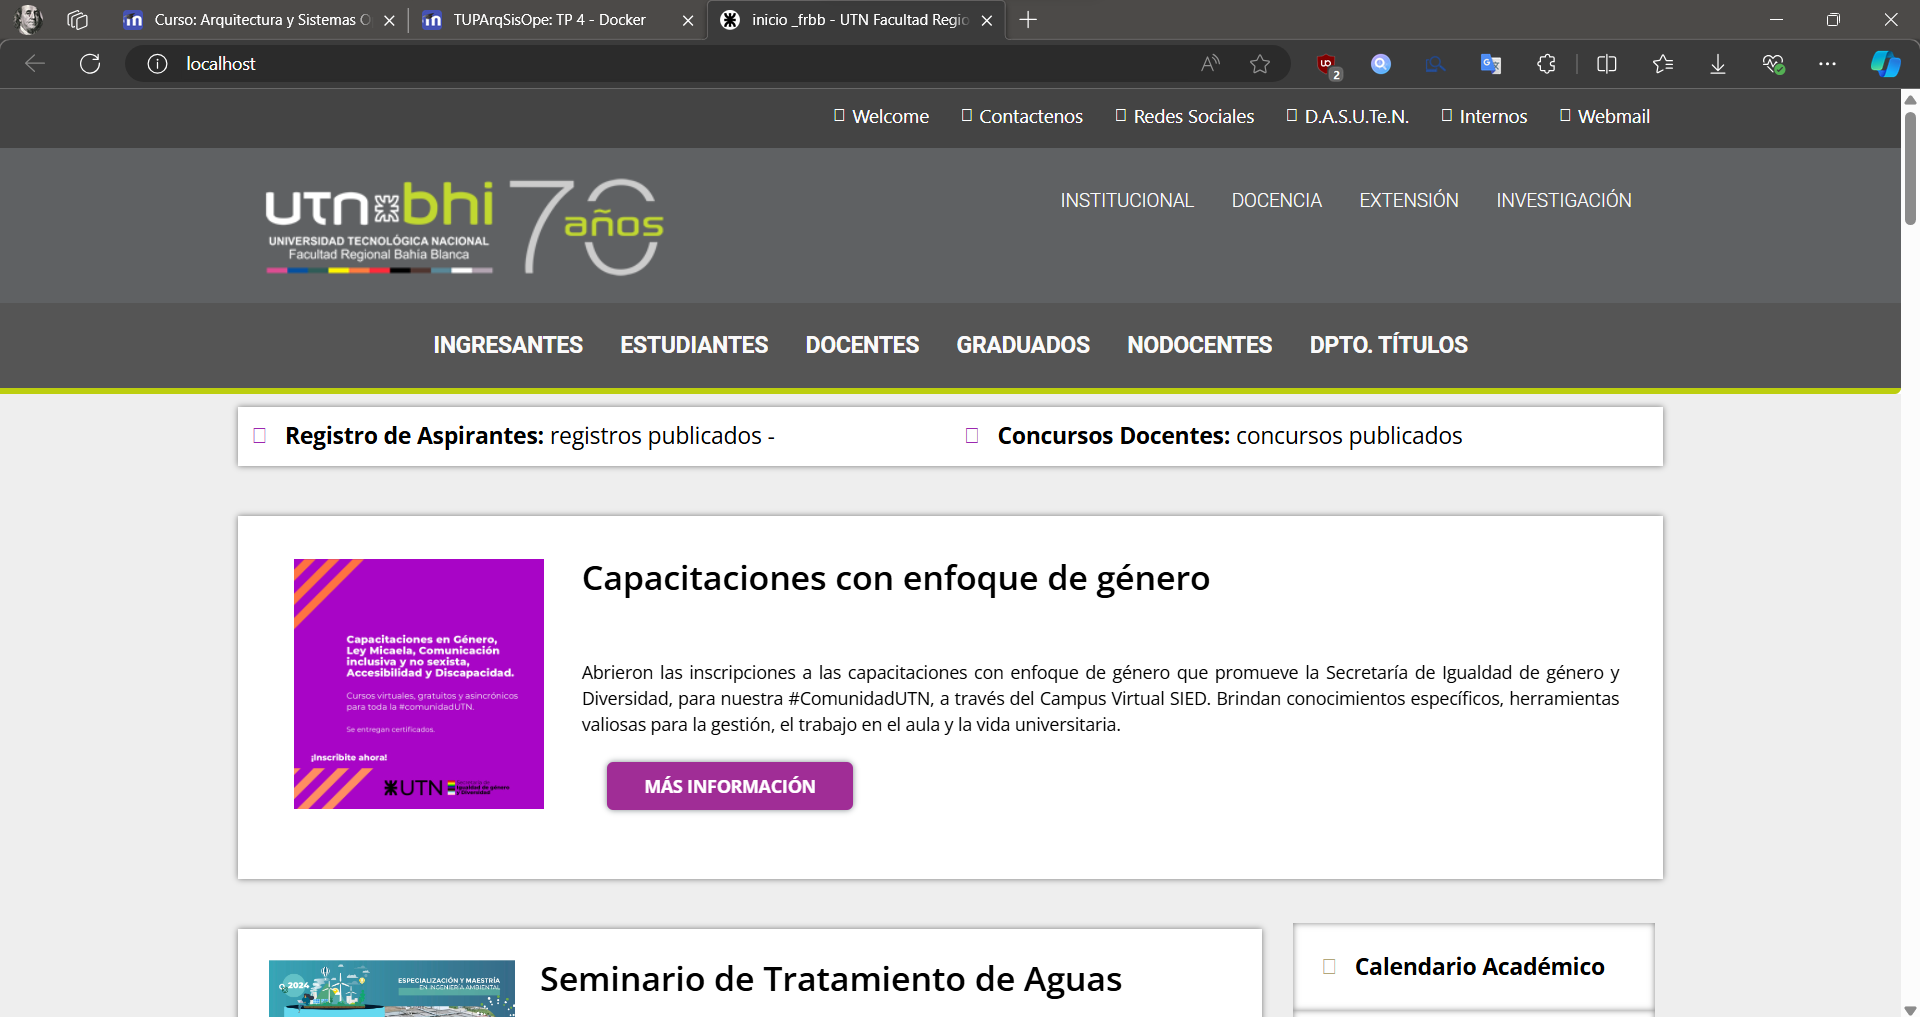 Curso: Arquitectura y Sistemas O
TUPArqSisOpe: TP 4 - Docker
inicio _frbb - UTN Facultad Regio
localhost
2
Welcome
Contactenos
Redes Sociales
D.A.S.U.Te.N.
Internos
Webmail
utn bhi 70 años
UNIVERSIDAD TECNOLÓGICA NACIONAL
Facultad Regional Bahía Blanca
INSTITUCIONAL
DOCENCIA
EXTENSIÓN
INVESTIGACIÓN
INGRESANTES
ESTUDIANTES
DOCENTES
GRADUADOS
NODOCENTES
DPTO. TÍTULOS
Registro de Aspirantes: registros publicados -
Concursos Docentes: concursos publicados
Capacitaciones en Género,
Ley Micaela, Comunicación
inclusiva y no sexista,
Accesibilidad y Discapacidad.
Cursos virtuales, gratuitos y asincrónicos
para toda la #comunidadUTN.
Se entregan certificados.
¡Inscribite ahora!
UTN
Capacitaciones con enfoque de género
Abrieron las inscripciones a las capacitaciones con enfoque de género que promueve la Secretaría de Igualdad de género y
Diversidad, para nuestra #ComunidadUTN, a través del Campus Virtual SIED. Brindan conocimientos específicos, herramientas
valiosas para la gestión, el trabajo en el aula y la vida universitaria.
MÁS INFORMACIÓN
2024
ESPECIALIZACIÓN Y MAESTRÍA
EN INGENIERÍA AMBIENTAL
Seminario de Tratamiento de Aguas
Calendario Académico